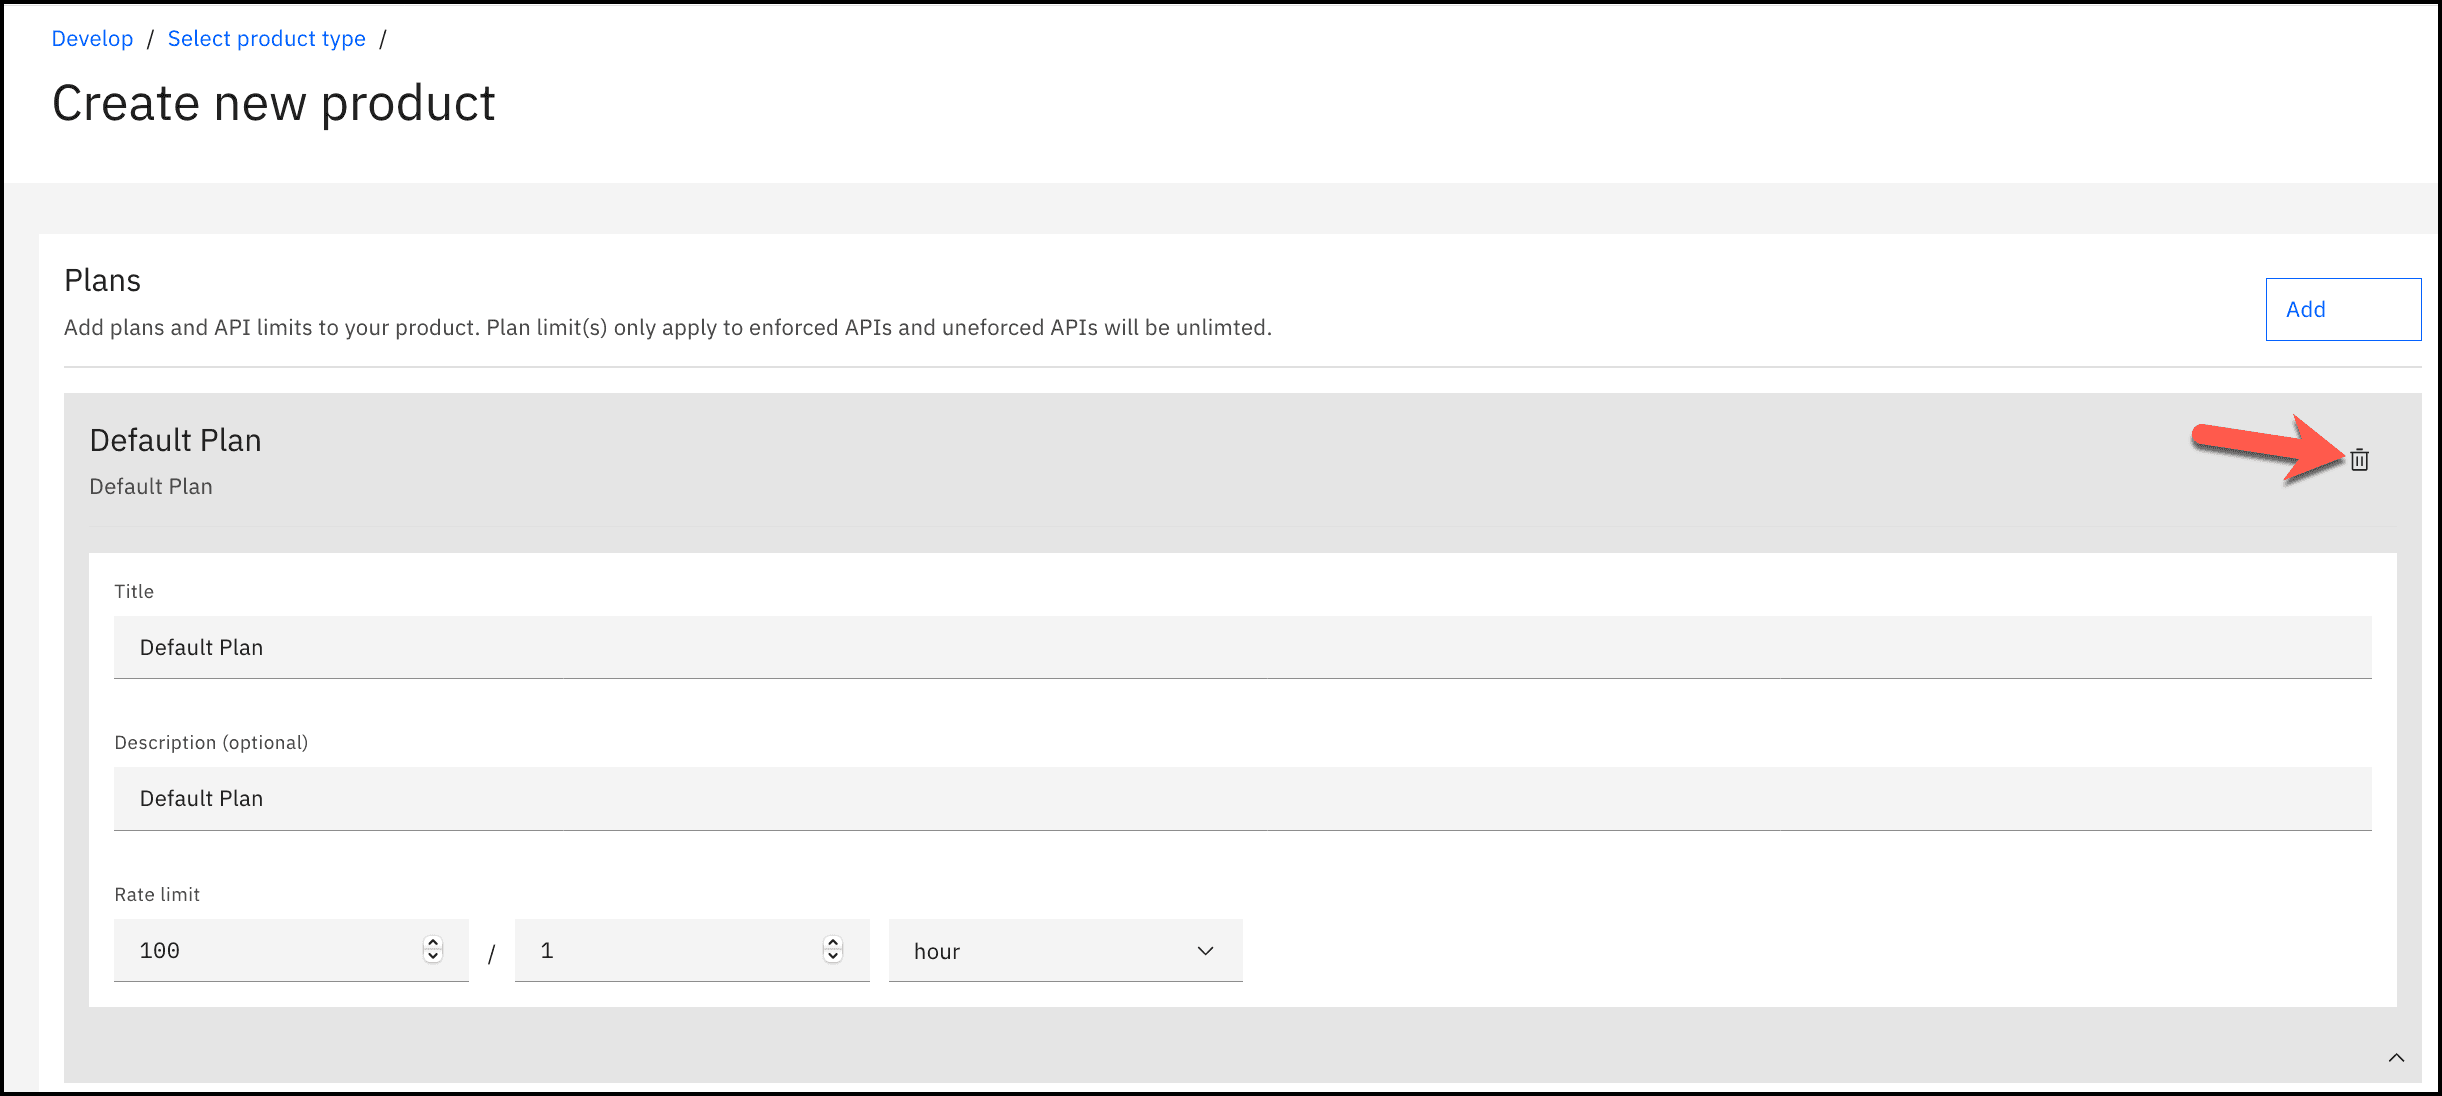 Develop / Select product type /
Create new product
Plans
Add plans and API limits to your product. Plan limit(s) only apply to enforced APIs and uneforced APIs will be unlimted.
Add
Default Plan
Default Plan
Title
Default Plan
Description (optional)
Default Plan
Rate limit
100 / 1 hour